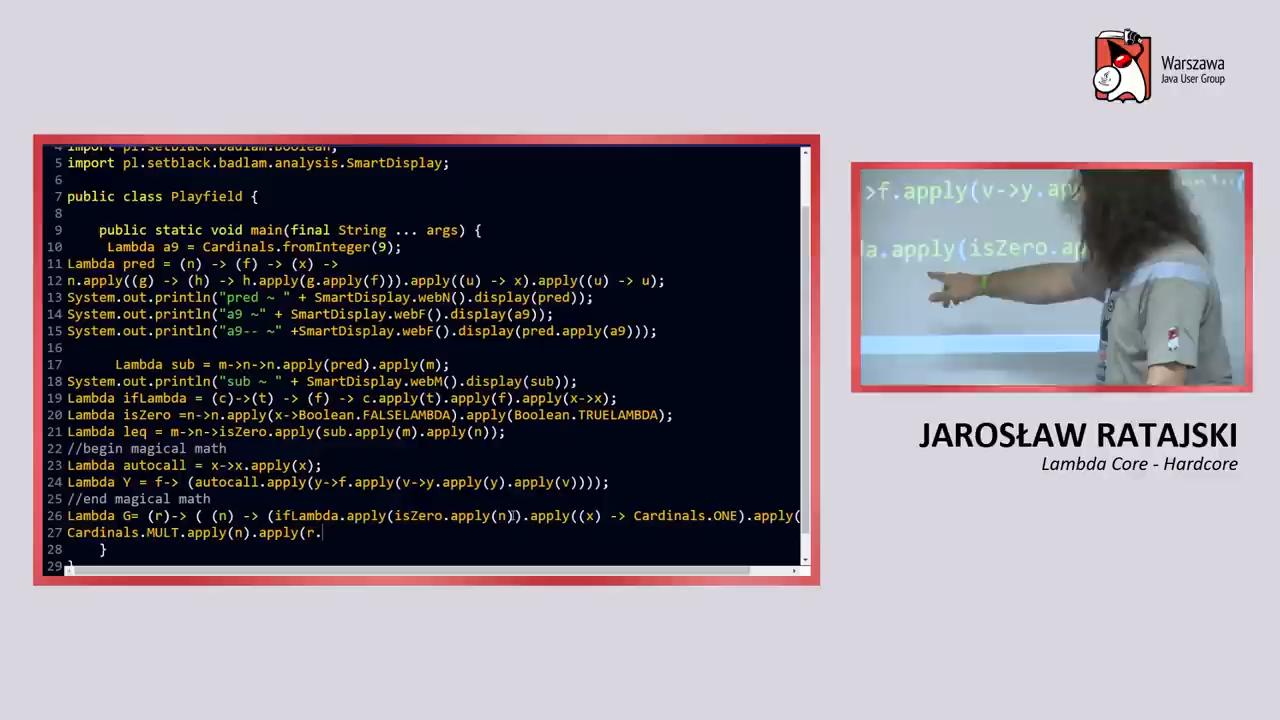 Warszawa
Java User Group
4 import pl.setblack.badlam.Boolean;
5 import pl.setblack.badlam.analysis.SmartDisplay;
6
7 public class Playfield {
8
9 public static void main(final String ... args) {
10 Lambda a9 = Cardinals.fromInteger(9);
11 Lambda pred = (n) -> (f) -> (x) ->
12 n.apply((g) -> (h) -> h.apply(g.apply(f))).apply((u) -> x).apply((u) -> u);
13 System.out.println("pred ~ " + SmartDisplay.webN().display(pred));
14 System.out.println("a9 ~" + SmartDisplay.webF().display(a9));
15 System.out.println("a9-- ~" +SmartDisplay.webF().display(pred.apply(a9)));
16
17 Lambda sub = m->n->n.apply(pred).apply(m);
18 System.out.println("sub ~ " + SmartDisplay.webM().display(sub));
19 Lambda ifLambda = (c)->(t) -> (f) -> c.apply(t).apply(f).apply(x->x);
20 Lambda isZero =n->n.apply(x->Boolean.FALSELAMBDA).apply(Boolean.TRUELAMBDA);
21 Lambda leq = m->n->isZero.apply(sub.apply(m).apply(n));
22 //begin magical math
23 Lambda autocall = x->x.apply(x);
24 Lambda Y = f-> (autocall.apply(y->f.apply(v->y.apply(y).apply(v))));
25 //end magical math
26 Lambda G= (r)-> ( (n) -> (ifLambda.apply(isZero.apply(n)).apply((x) -> Cardinals.ONE).apply(
27 Cardinals.MULT.apply(n).apply(r.
28 }
29 }
>f.apply(v->y.ap
a.apply(isZero.ap
JAROSŁAW RATAJSKI
Lambda Core - Hardcore